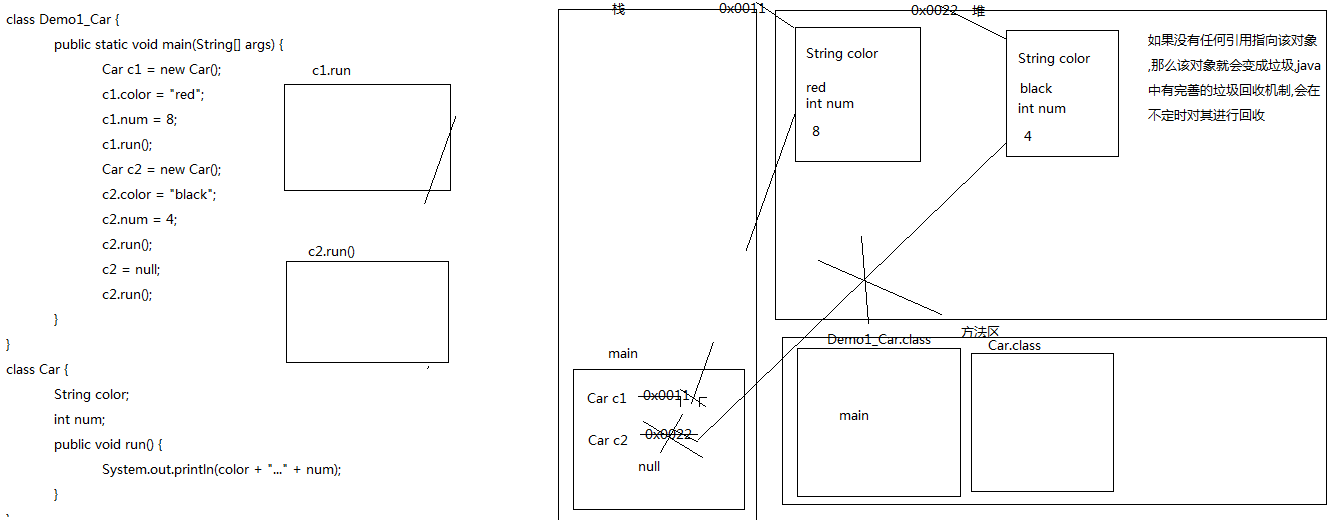 class Demo1_Car {
public static void main(String[] args) {
Car c1 = new Car();
c1.color = "red";
c1.num = 8;
c1.run();
Car c2 = new Car();
c2.color = "black";
c2.num = 4;
c2.run();
c2 = null;
c2.run();
}
}
class Car {
String color;
int num;
public void run() {
System.out.println(color + "..." + num);
}
c1.run
c2.run()
栈
main
Car c1
0x0011
Car c2
0x0022
null
0x0011
0x0022
堆
String color
red
int num
8
String color
black
int num
4
如果没有任何引用指向该对象
,那么该对象就会变成垃圾,java
中有完善的垃圾回收机制,会在
不定时对其进行回收
方法区
Demo1_Car.class
main
Car.class